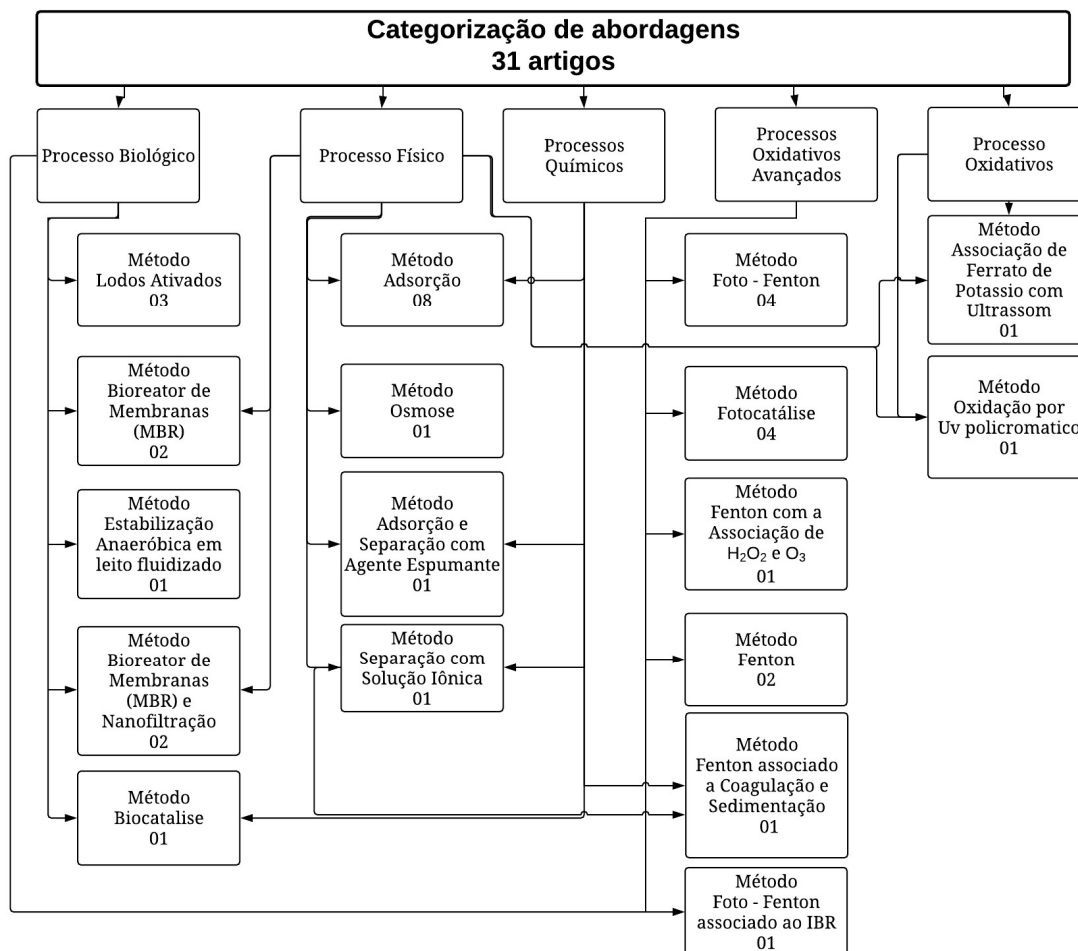 Categorização de abordagens
31 artigos
Processo Biológico
Processo Físico
Processos
Químicos
Processos
Oxidativos
Avançados
Processo
Oxidativos
Método
Lodos Ativados
03
Método
Bioreator de
Membranas
(MBR)
02
Método
Estabilização
Anaeróbica em
leito fluidizado
01
Método
Bioreator de
Membranas
(MBR) e
Nanofiltração
02
Método
Biocatalise
01
Método
Adsorção
08
Método
Osmose
01
Método
Adsorção e
Separação com
Agente Espumante
01
Método
Separação com
Solução Iônica
01
Método
Foto - Fenton
04
Método
Fotocatálise
04
Método
Fenton com a
Associação de
H₂O₂ e O₃
01
Método
Fenton
02
Método
Fenton associado
a Coagulação e
Sedimentação
01
Método
Foto - Fenton
associado ao IBR
01
Método
Associação de
Ferrato de
Potassio com
Ultrassom
01
Método
Oxidação por
Uv policromatico
01